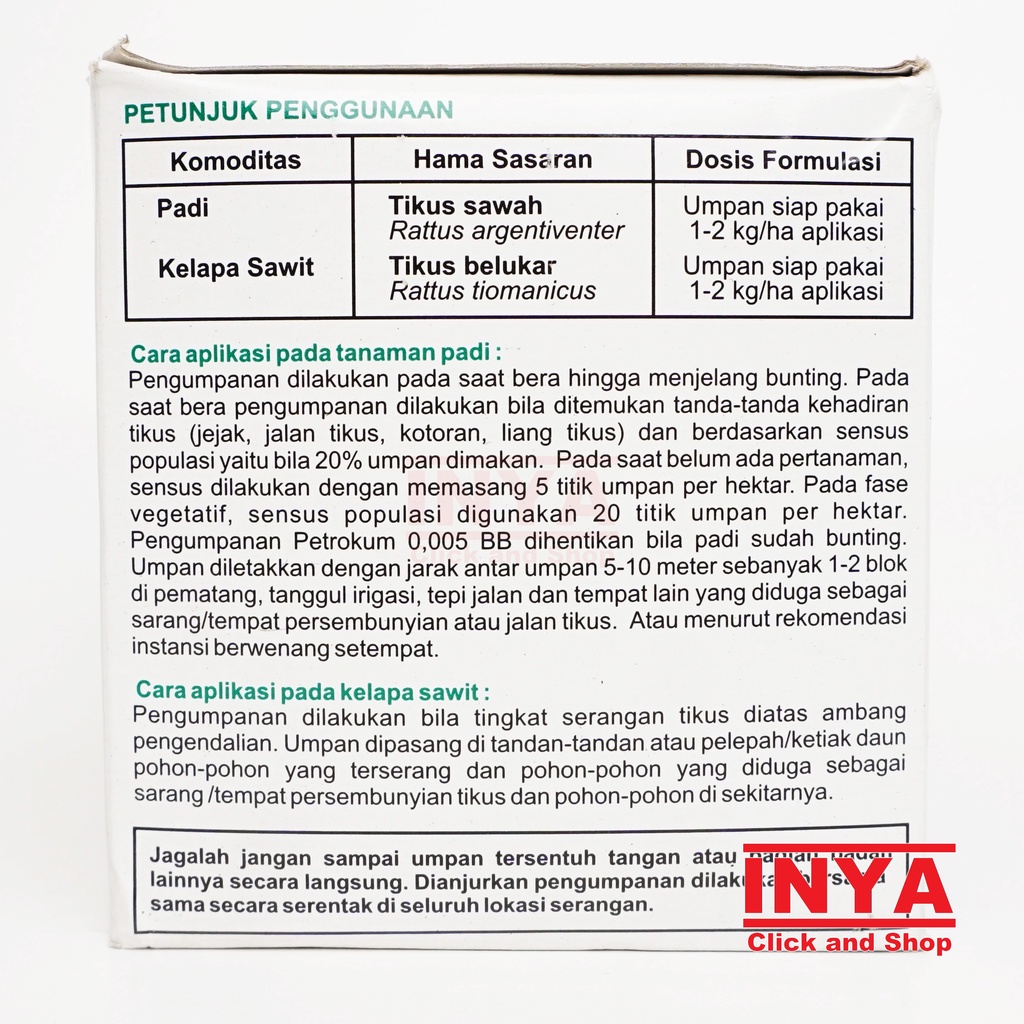 PETUNJUK PENGGUNAAN
Komoditas Hama Sasaran Dosis Formulasi
Padi Tikus sawah Umpan siap pakai
Rattus argentiventer 1-2 kg/ha aplikasi
Kelapa Sawit Tikus belukar Umpan siap pakai
Rattus tiomanicus 1-2 kg/ha aplikasi
Cara aplikasi pada tanaman padi :
Pengumpanan dilakukan pada saat bera hingga menjelang bunting. Pada
saat bera pengumpanan dilakukan bila ditemukan tanda-tanda kehadiran
tikus (jejak, jalan tikus, kotoran, liang tikus) dan berdasarkan sensus
populasi yaitu bila 20% umpan dimakan. Pada saat belum ada pertanaman,
sensus dilakukan dengan memasang 5 titik umpan per hektar. Pada fase
vegetatif, sensus populasi digunakan 20 titik umpan per hektar.
Pengumpanan Petrokum 0,005 BB dihentikan bila padi sudah bunting.
Umpan diletakkan dengan jarak antar umpan 5-10 meter sebanyak 1-2 blok
di pematang, tanggul irigasi, tepi jalan dan tempat lain yang diduga sebagai
sarang/tempat persembunyian atau jalan tikus. Atau menurut rekomendasi
instansi berwenang setempat.
INYA
Click and Shop
Cara aplikasi pada kelapa sawit :
Pengumpanan dilakukan bila tingkat serangan tikus diatas ambang
pengendalian. Umpan dipasang di tandan-tandan atau pelepah/ketiak daun
pohon-pohon yang terserang dan pohon-pohon yang diduga sebagai
sarang /tempat persembunyian tikus dan pohon-pohon di sekitarnya.
Jagalah jangan sampai umpan tersentuh tangan atau bagian badan
lainnya secara langsung. Dianjurkan pengumpanan dilakukan bersama
sama secara serentak di seluruh lokasi serangan.
INYA
Click and Shop